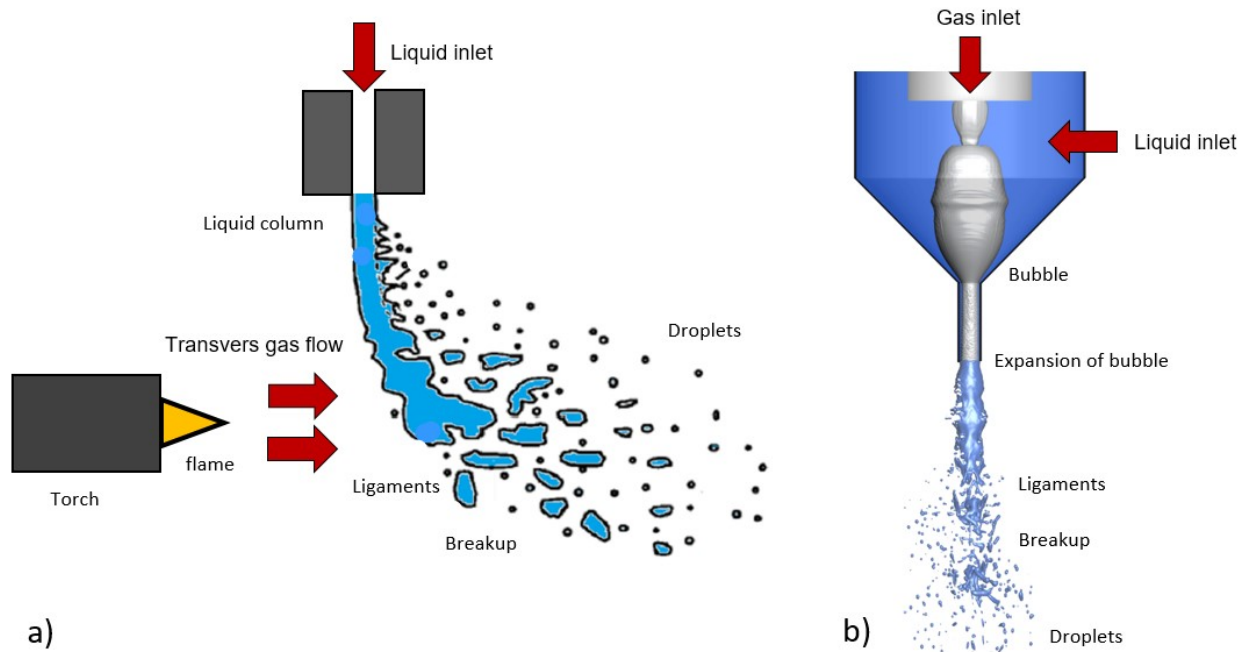 Liquid inlet
Liquid column
Droplets
Transvers gas flow
flame
Torch
Ligaments
Breakup
a)
Gas inlet
Liquid inlet
Bubble
Expansion of bubble
Ligaments
Breakup
Droplets
b)